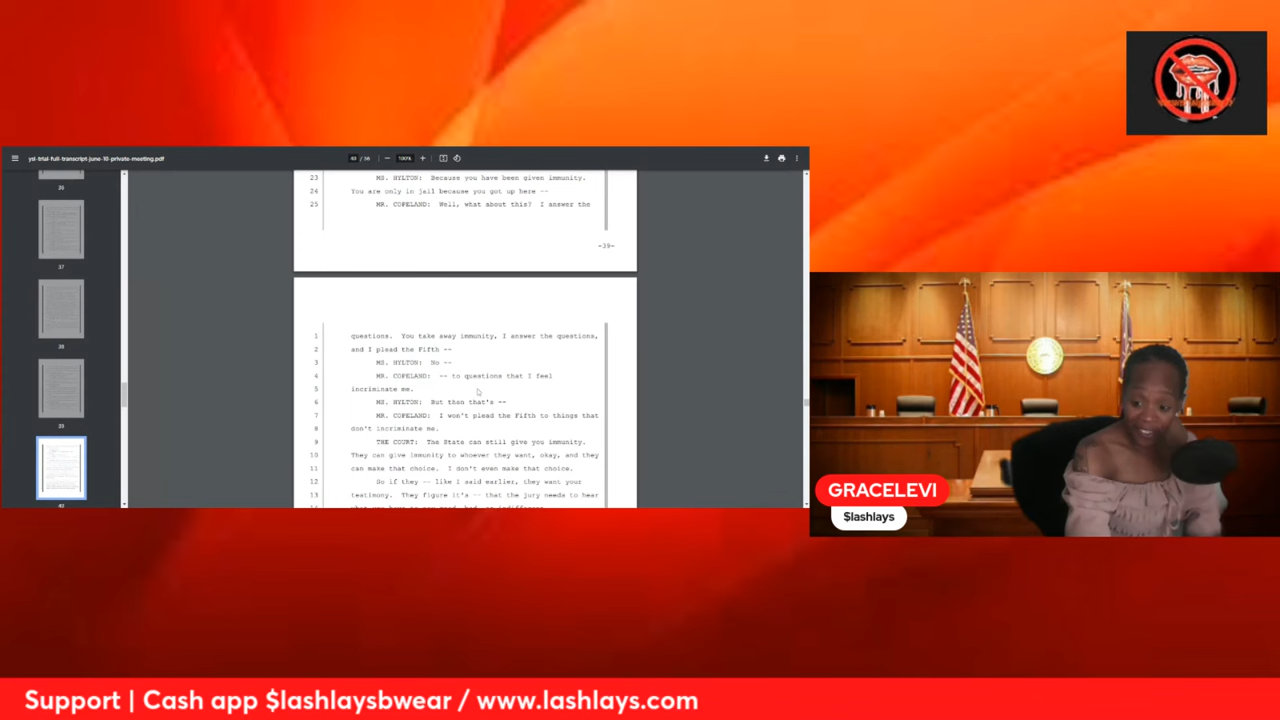 ysl-trial-full-transcript-june-10-private-meeting.pdf
40 / 56
100%
36
37
38
39
40
23 MS. HYLTON: Because you have been given immunity.
24 You are only in jail because you got up here --
25 MR. COPELAND: Well, what about this? I answer the
-39-
1 questions. You take away immunity, I answer the questions,
2 and I plead the Fifth --
3 MS. HYLTON: No --
4 MR. COPELAND: -- to questions that I feel
5 incriminate me.
6 MS. HYLTON: But then that's --
7 MR. COPELAND: I won't plead the Fifth to things that
8 don't incriminate me.
9 THE COURT: The State can still give you immunity.
10 They can give immunity to whoever they want, okay, and they
11 can make that choice. I don't even make that choice.
12 So if they -- like I said earlier, they want your
13 testimony. They figure it's -- that the jury needs to hear
GRACELEVI
$lashlays
Support | Cash app $lashlaysbwear / www.lashlays.com